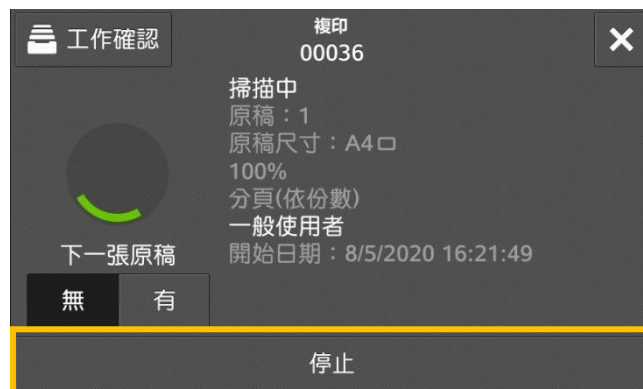 工作確認
複印
00036
掃描中
原稿：1
原稿尺寸：A4
100%
分頁(依份數)
一般使用者
開始日期：8/5/2020 16:21:49
下一張原稿
無
有
停止